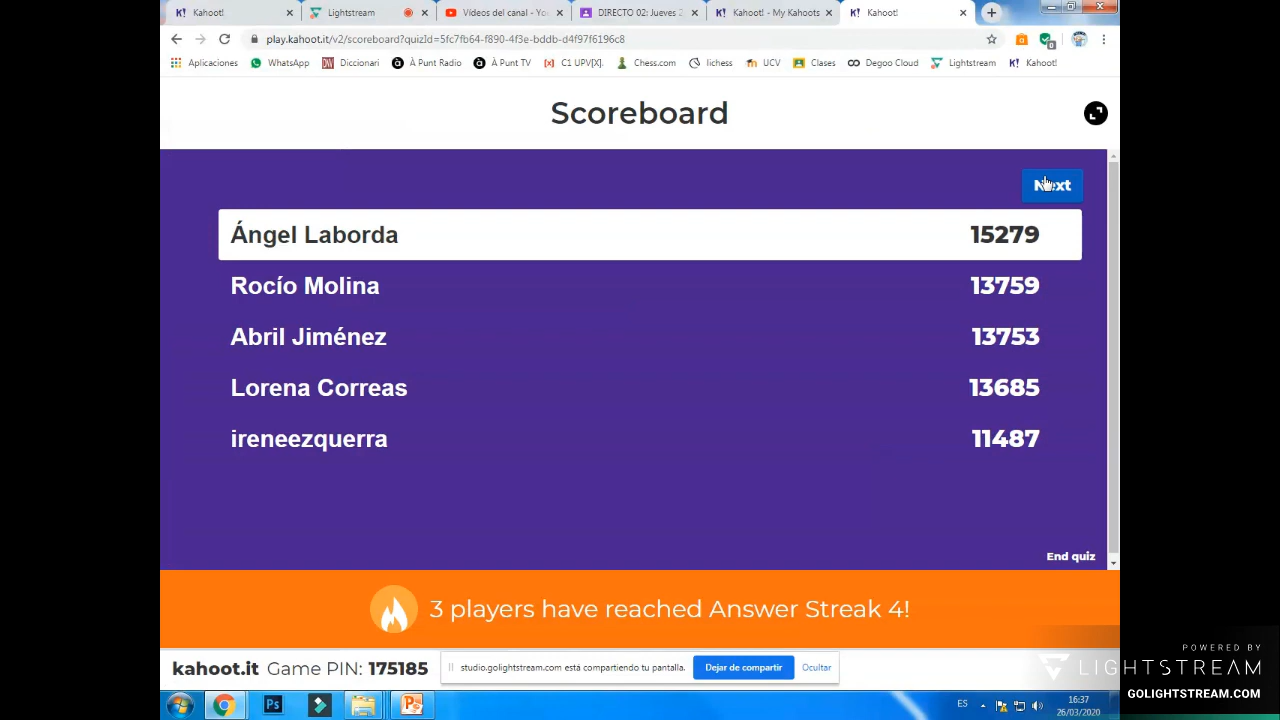 Kahoot!
Lightstream
Vídeos del canal - Yo
DIRECTO 02: Jueves 2
Kahoot! - My Kahoots
Kahoot!
play.kahoot.it/v2/scoreboard?quizId=5fc7fb64-f890-4f3e-bddb-d4f97f6196c8
0
Aplicaciones
WhatsApp
Diccionari
À Punt Radio
À Punt TV
C1 UPV[X].
Chess.com
lichess
UCV
Clases
Degoo Cloud
Lightstream
Kahoot!
Scoreboard
Next
Ángel Laborda 15279
Rocío Molina 13759
Abril Jiménez 13753
Lorena Correas 13685
ireneezquerra 11487
End quiz
3 players have reached Answer Streak 4!
kahoot.it Game PIN: 175185
studio.golightstream.com está compartiendo tu pantalla. Dejar de compartir Ocultar
POWERED BY
LIGHTSTREAM
GOLIGHTSTREAM.COM
Ps
ES
16:37
26/03/2020